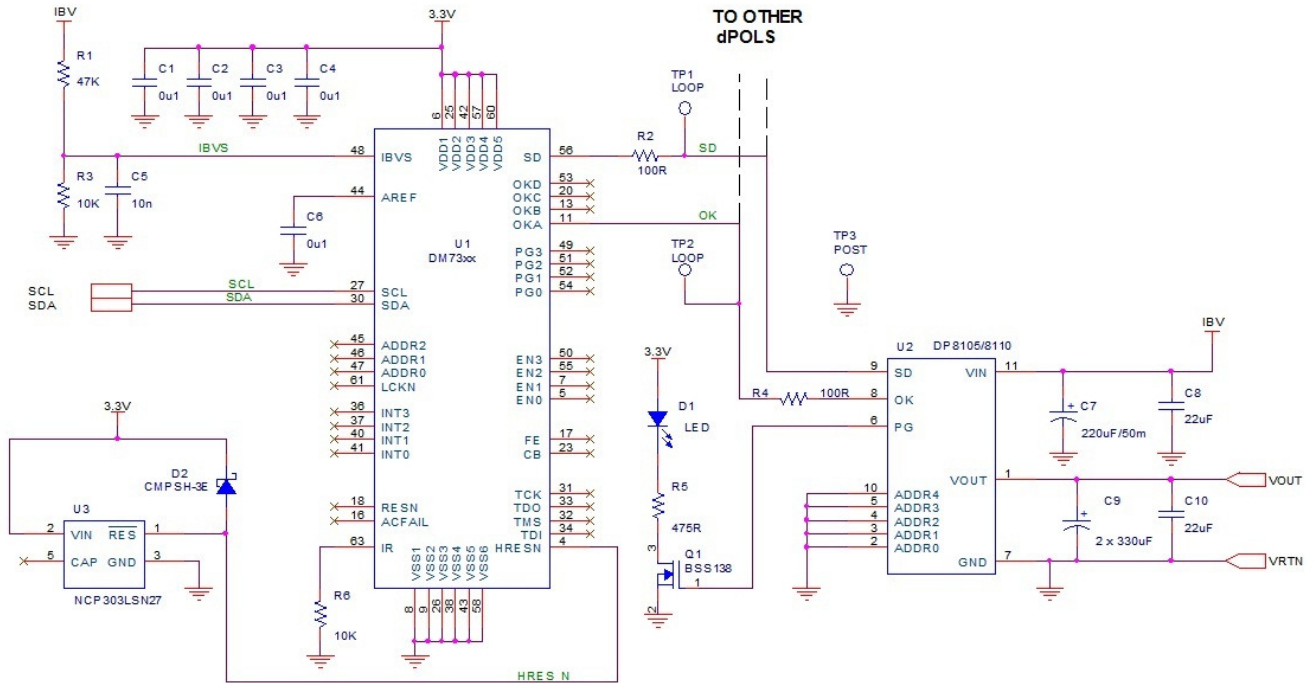 IBV
3.3V
TO OTHER
dPOLS
R1
47K
C1
0u1
C2
0u1
C3
0u1
C4
0u1
TP1
LOOP
6
25
42
57
60
VDD1
VDD2
VDD3
VDD4
VDD5
IBVS
48
IBVS
SD
56
R2
100R
SD
R3
10K
C5
10n
44
AREF
C6
0u1
OKD
53
OKC
20
OKB
13
OKA
11
OK
U1
DM73xx
PG3
49
PG2
51
PG1
52
PG0
54
TP2
LOOP
TP3
POST
SCL
SDA
SCL
27
SCL
SDA
30
SDA
45
ADDR2
46
ADDR1
47
ADDR0
61
LCKN
EN3
50
EN2
55
EN1
7
EN0
5
36
INT3
37
INT2
40
INT1
41
INT0
FE
17
CB
23
18
RESN
16
ACFAIL
63
IR
TCK
31
TDO
33
TMS
32
TDI
34
HRESN
4
VSS1
VSS2
VSS3
VSS4
VSS5
VSS6
8
9
26
38
43
58
R6
10K
HRES_N
3.3V
D2
CMPSH-3E
U3
2
VIN
RES
1
5
CAP
GND
3
NCP303LSN27
3.3V
D1
LED
R5
475R
3
Q1
BSS138
1
2
R4
100R
U2
DP8105/8110
9
SD
VIN
11
8
OK
6
PG
VOUT
1
10
ADDR4
5
ADDR3
4
ADDR2
3
ADDR1
2
ADDR0
GND
7
IBV
C7
+
220uF/50m
C8
22uF
C9
+
2 x 330uF
C10
22uF
VOUT
VRTN